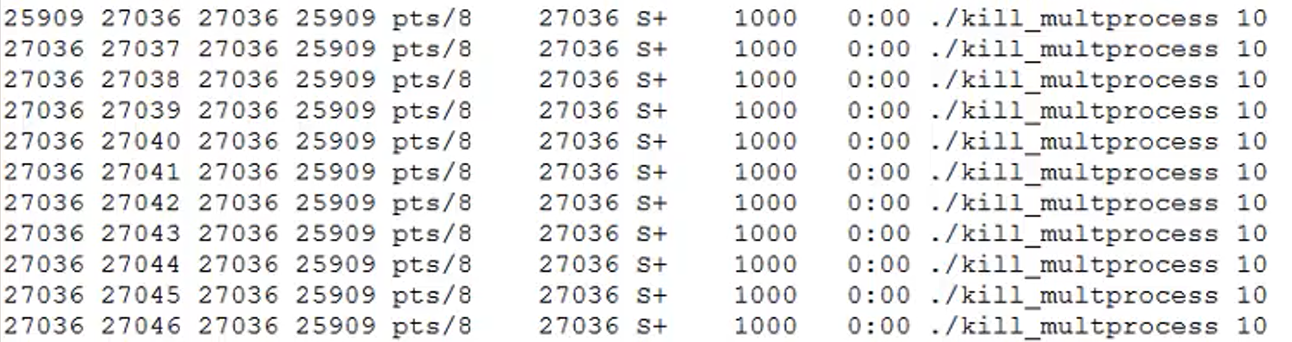 25909 27036 27036 25909 pts/8    27036 S+    1000   0:00 ./kill_multprocess 10
27036 27037 27036 25909 pts/8    27036 S+    1000   0:00 ./kill_multprocess 10
27036 27038 27036 25909 pts/8    27036 S+    1000   0:00 ./kill_multprocess 10
27036 27039 27036 25909 pts/8    27036 S+    1000   0:00 ./kill_multprocess 10
27036 27040 27036 25909 pts/8    27036 S+    1000   0:00 ./kill_multprocess 10
27036 27041 27036 25909 pts/8    27036 S+    1000   0:00 ./kill_multprocess 10
27036 27042 27036 25909 pts/8    27036 S+    1000   0:00 ./kill_multprocess 10
27036 27043 27036 25909 pts/8    27036 S+    1000   0:00 ./kill_multprocess 10
27036 27044 27036 25909 pts/8    27036 S+    1000   0:00 ./kill_multprocess 10
27036 27045 27036 25909 pts/8    27036 S+    1000   0:00 ./kill_multprocess 10
27036 27046 27036 25909 pts/8    27036 S+    1000   0:00 ./kill_multprocess 10